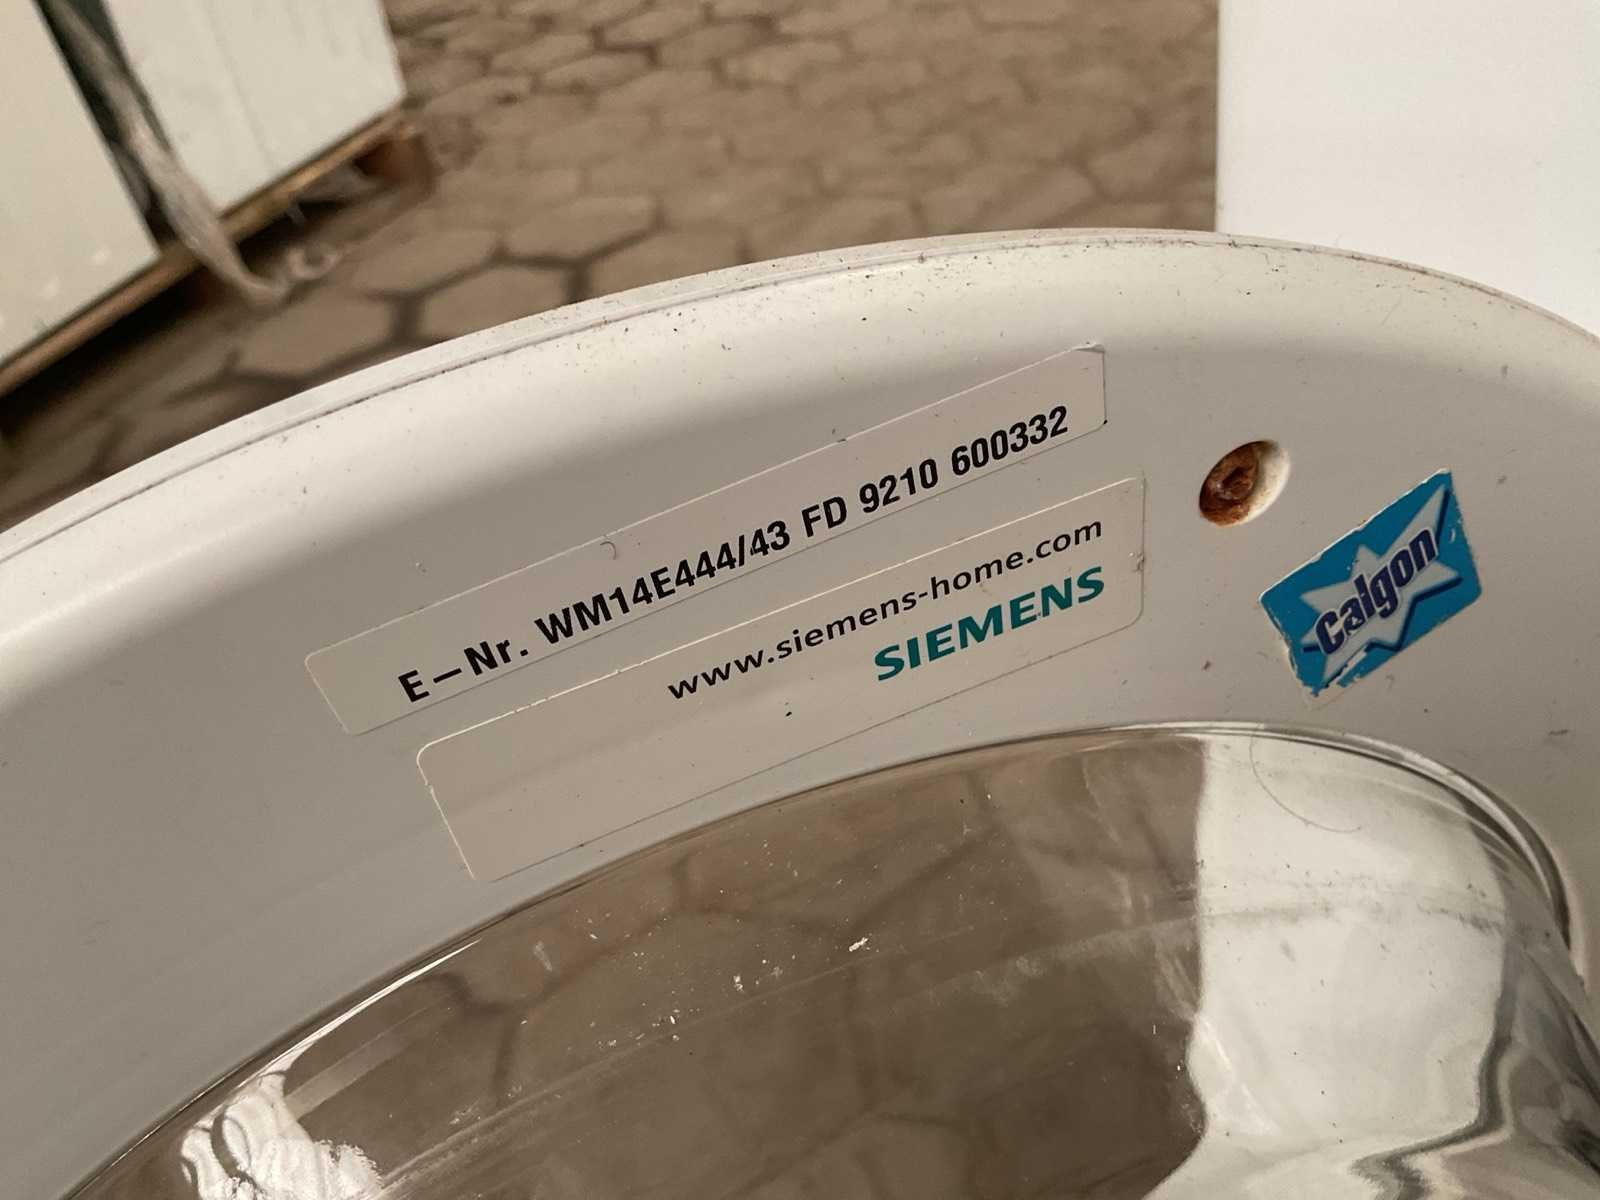 E-Nr. WM14E444/43 FD 9210 600332
www.siemens-home.com
SIEMENS
Calgon